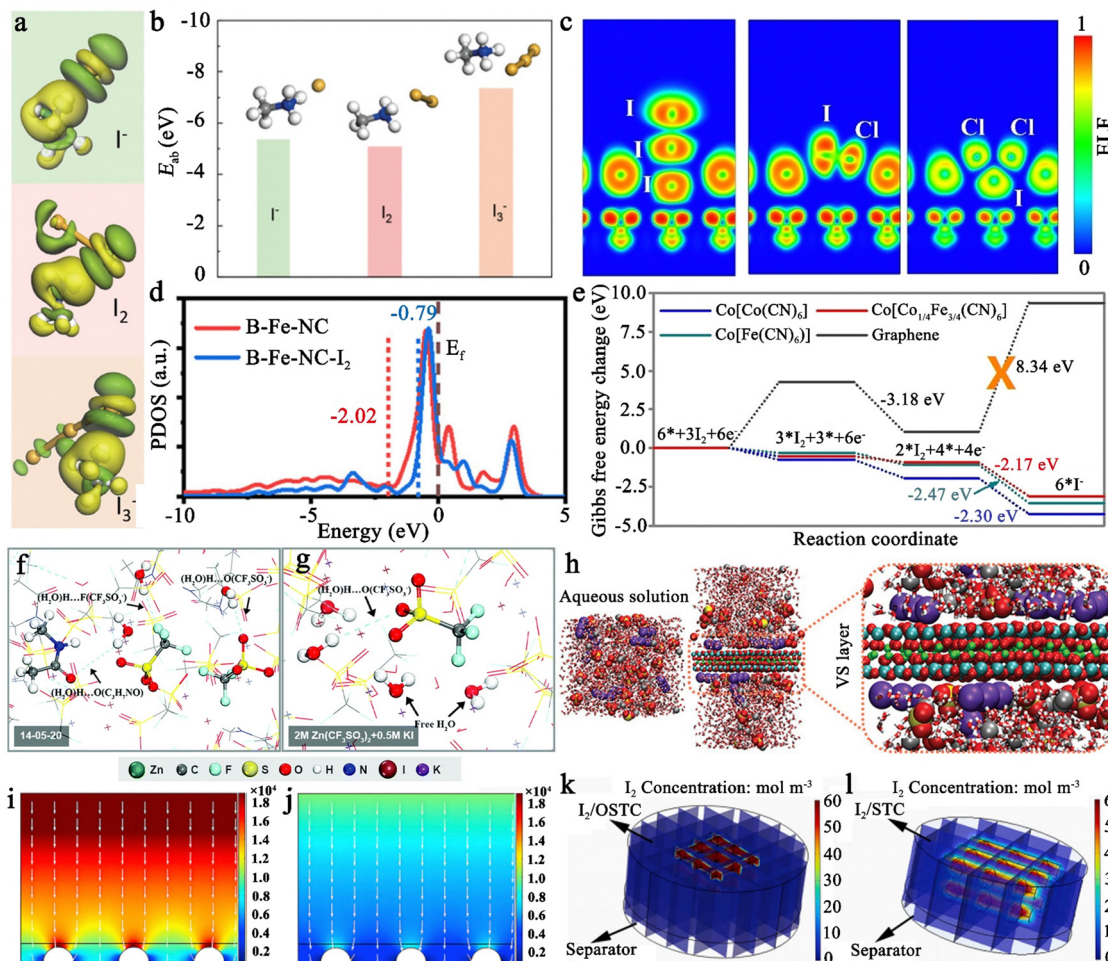 a
I⁻
I₂
I₃⁻
b
E_ab (eV)
-10
-8
-6
-4
-2
0
I⁻
I₂
I₃⁻
c
I
I
I
I
Cl
Cl
Cl
I
1
ELF
0
d
PDOS (a.u.)
B-Fe-NC
B-Fe-NC-I₂
-0.79
-2.02
E_f
-10
-5
0
5
Energy (eV)
e
Gibbs free energy change (eV)
10.0
7.5
5.0
2.5
0.0
-2.5
-5.0
Co[Co(CN)₆]
Co[Co₁/₄Fe₃/₄(CN)₆]
Co[Fe(CN)₆)]
Graphene
X
8.34 eV
-3.18 eV
6*+3I₂+6e⁻
3*I₂+3*+6e⁻
2*I₂+4*+4e⁻
-2.17 eV
6*I⁻
-2.47 eV
-2.30 eV
Reaction coordinate
f
(H₂O)H…O(CF₃SO₃⁻)
(H₂O)H…F(CF₃SO₃⁻)
(H₂O)H…O(C₃H₇NO)
14-05-20
g
(H₂O)H…O(CF₃SO₃⁻)
Free H₂O
2M Zn(CF₃SO₃)₂+0.5M KI
Zn C F S O H N I K
h
Aqueous solution
VS layer
i
×10⁴
1.8
1.6
1.4
1.2
1.0
0.8
0.6
0.4
0.2
j
×10⁴
1.8
1.6
1.4
1.2
1.0
0.8
0.6
0.4
0.2
k
I₂ Concentration: mol m⁻³
I₂/OSTC
Separator
60
50
40
30
20
10
0
l
I₂ Concentration: mol m⁻³
I₂/STC
Separator
6
5
4
3
2
1
0